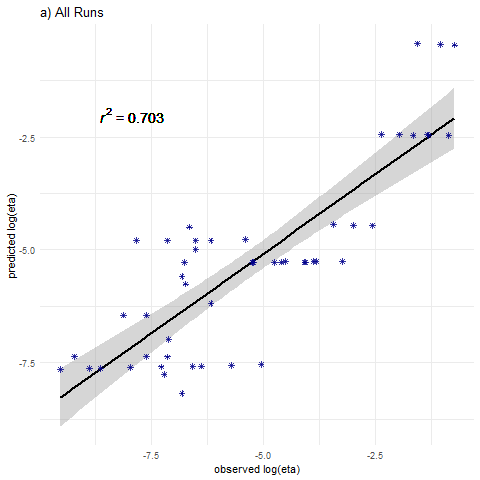 a) All Runs
r² = 0.703
-2.5
-5.0
-7.5
predicted log(eta)
-7.5 -5.0 -2.5
observed log(eta)